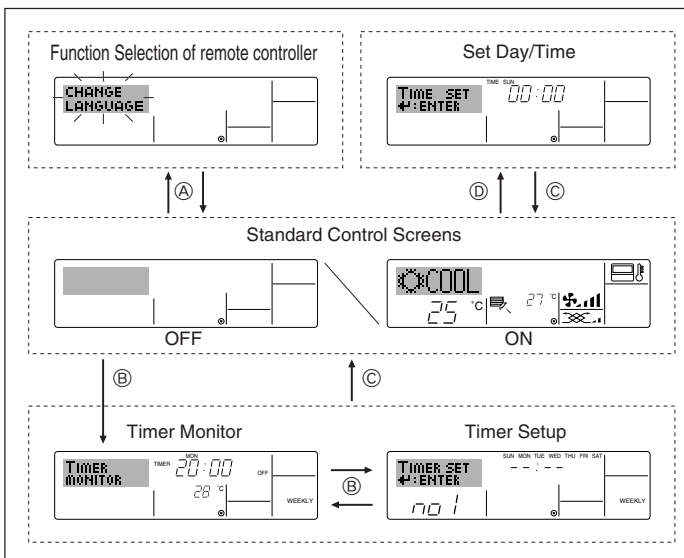 Function Selection of remote controller
CHANGE
LANGUAGE
Set Day/Time
TIME SUN
TIME SET
↵:ENTER
00:00
Ⓐ
Ⓓ
Ⓒ
Standard Control Screens
COOL
25 °C
27 °C
OFF
ON
Ⓑ
Ⓒ
Timer Monitor
TIMER
MONITOR
TIMER
MON
20:00
OFF
28 °C
WEEKLY
Ⓑ
Timer Setup
TIMER SET
↵:ENTER
SUN MON TUE WED THU FRI SAT
--:--
no 1
WEEKLY